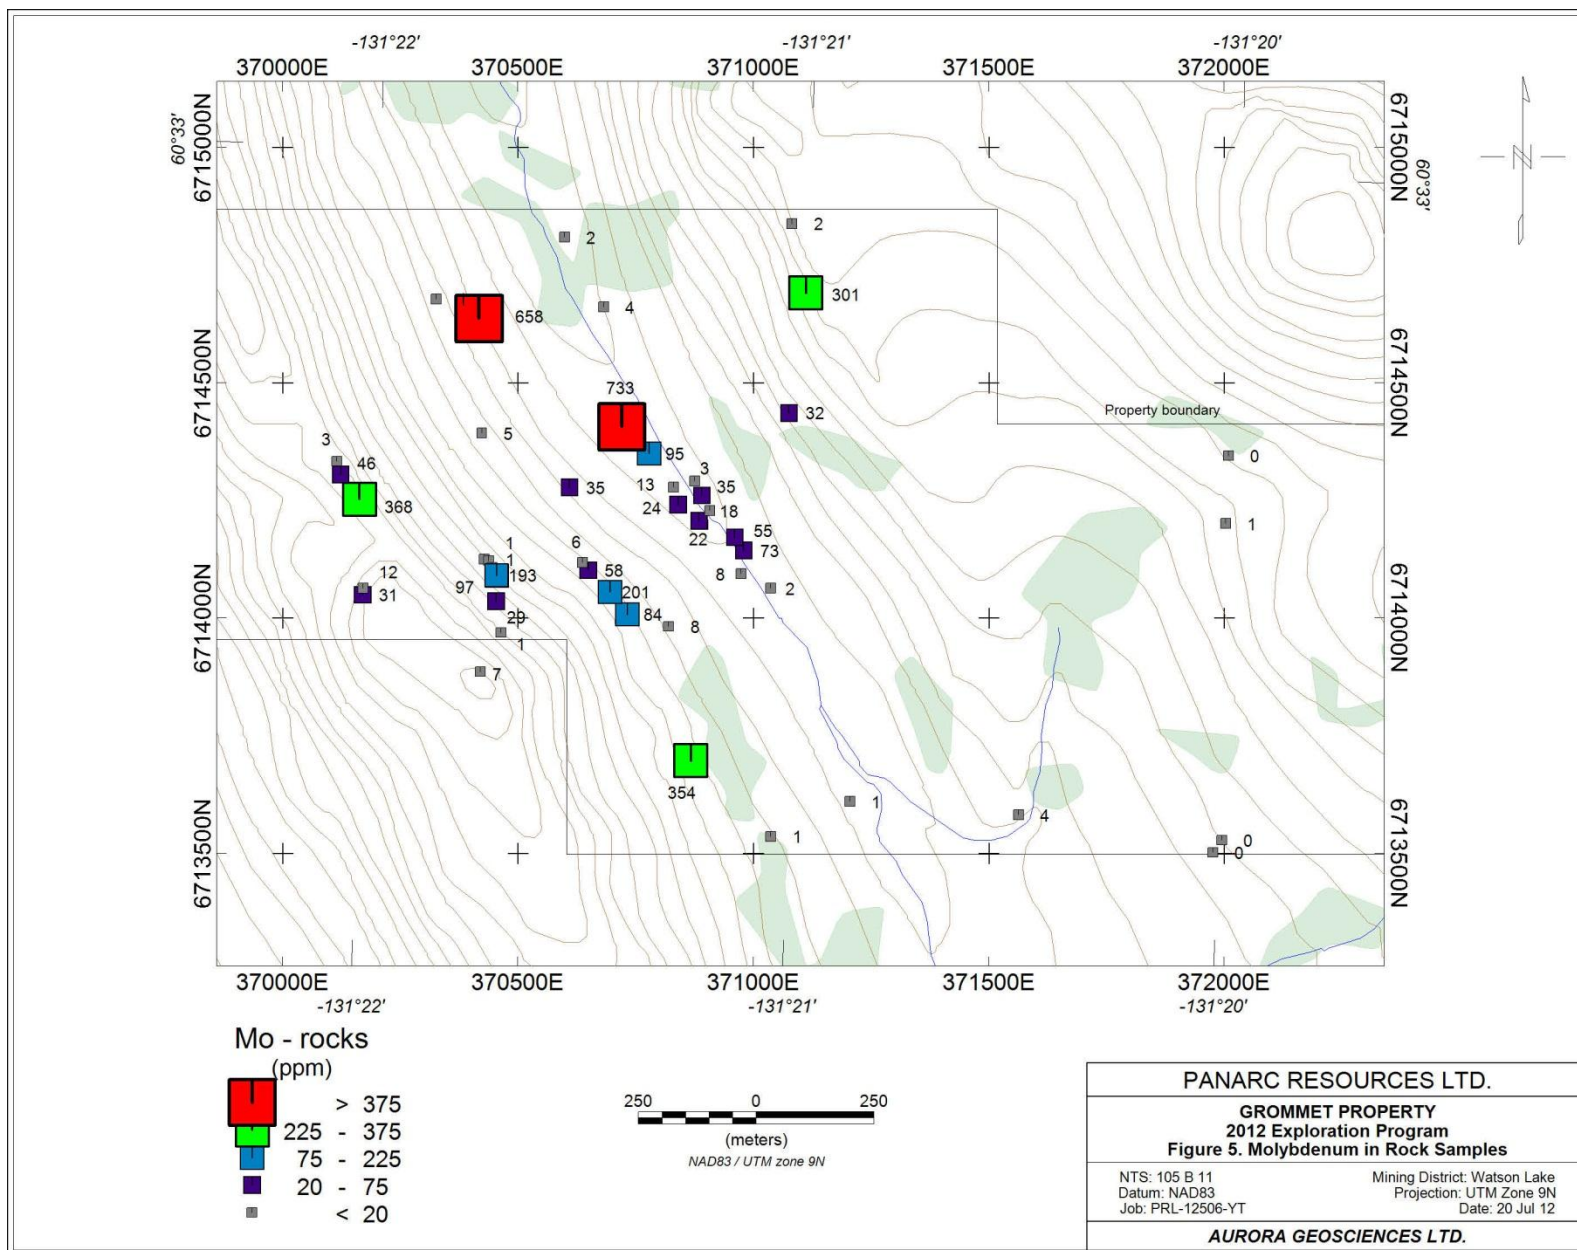 -131°22'
-131°21'
-131°20'
370000E
370500E
371000E
371500E
372000E
60°33'
60°33'
6715000N
6715000N
N
2
2
301
4
658
6714500N
6714500N
733
32
Property boundary
5
95
0
3
46
3
35
13
35
368
24
18
1
22
55
73
1
6
1
12
193
58
8
97
201
2
31
29
84
8
6714000N
6714000N
1
7
354
1
4
1
0
0
6713500N
6713500N
370000E
370500E
371000E
371500E
372000E
-131°22'
-131°21'
-131°20'
Mo - rocks
(ppm)
> 375
225 - 375
75 - 225
20 - 75
< 20
250 0 250
(meters)
NAD83 / UTM zone 9N
PANARC RESOURCES LTD.
GROMMET PROPERTY
2012 Exploration Program
Figure 5. Molybdenum in Rock Samples
NTS: 105 B 11
Mining District: Watson Lake
Datum: NAD83
Projection: UTM Zone 9N
Job: PRL-12506-YT
Date: 20 Jul 12
AURORA GEOSCIENCES LTD.